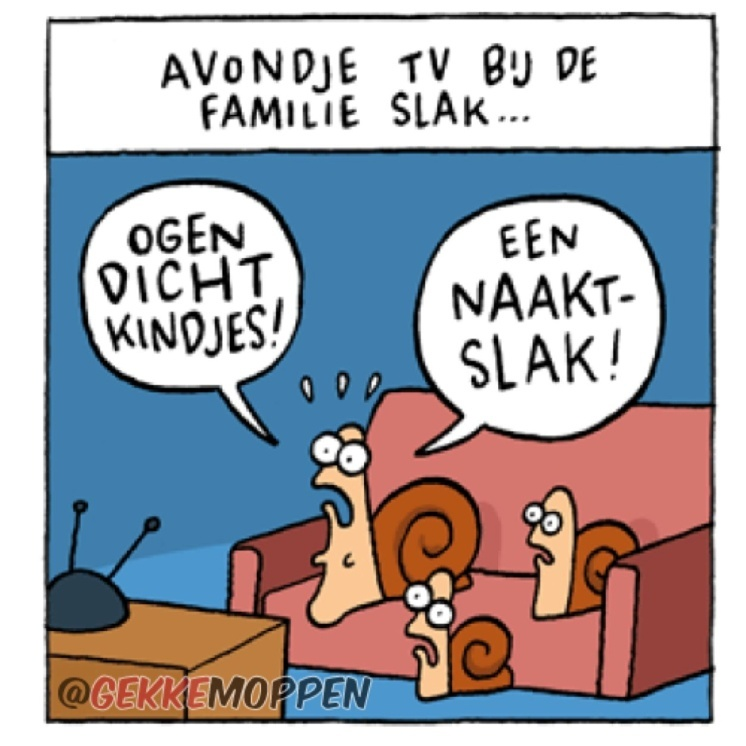 AVONDJE TV BIJ DE
FAMILIE SLAK...
OGEN
DICHT
KINDJES!
EEN
NAAKT-
SLAK!
@GEKKEMOPPEN